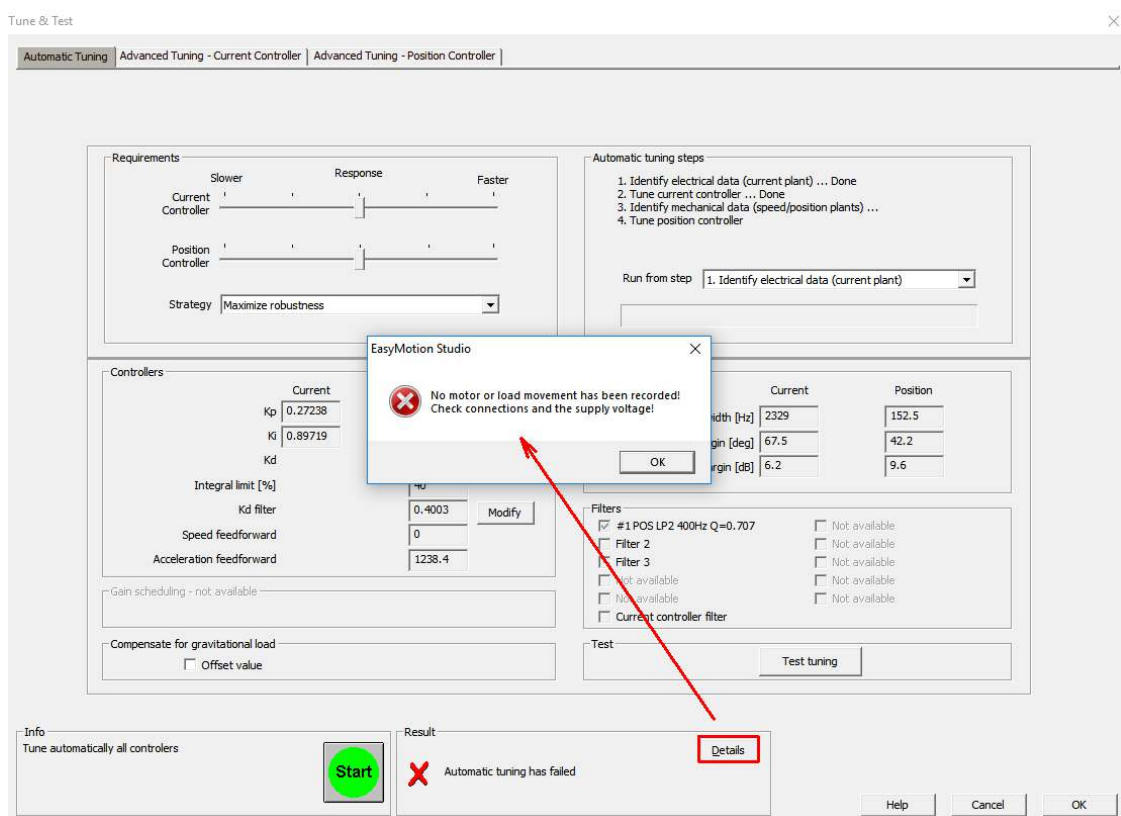 Tune & Test
Automatic Tuning Advanced Tuning - Current Controller Advanced Tuning - Position Controller
Requirements
Slower Response Faster
Current
Controller
Position
Controller
Strategy Maximize robustness
Automatic tuning steps
1. Identify electrical data (current plant) ... Done
2. Tune current controller ... Done
3. Identify mechanical data (speed/position plants) ...
4. Tune position controller
Run from step 1. Identify electrical data (current plant)
EasyMotion Studio
No motor or load movement has been recorded!
Check connections and the supply voltage!
OK
Controllers
Current
Kp 0.27238
Ki 0.89719
Kd
Integral limit [%]
Kd filter 0.4003 Modify
Speed feedforward 0
Acceleration feedforward 1238.4
Current Position
[Hz] 2329 152.5
[deg] 67.5 42.2
[dB] 6.2 9.6
Gain scheduling - not available
Filters
#1 POS LP2 400Hz Q=0.707 Not available
Filter 2 Not available
Filter 3 Not available
Not available Not available
Not available Not available
Current controller filter
Compensate for gravitational load
Offset value
Test
Test tuning
Info
Tune automatically all controlers
Start
Result
Details
Automatic tuning has failed
Help Cancel OK